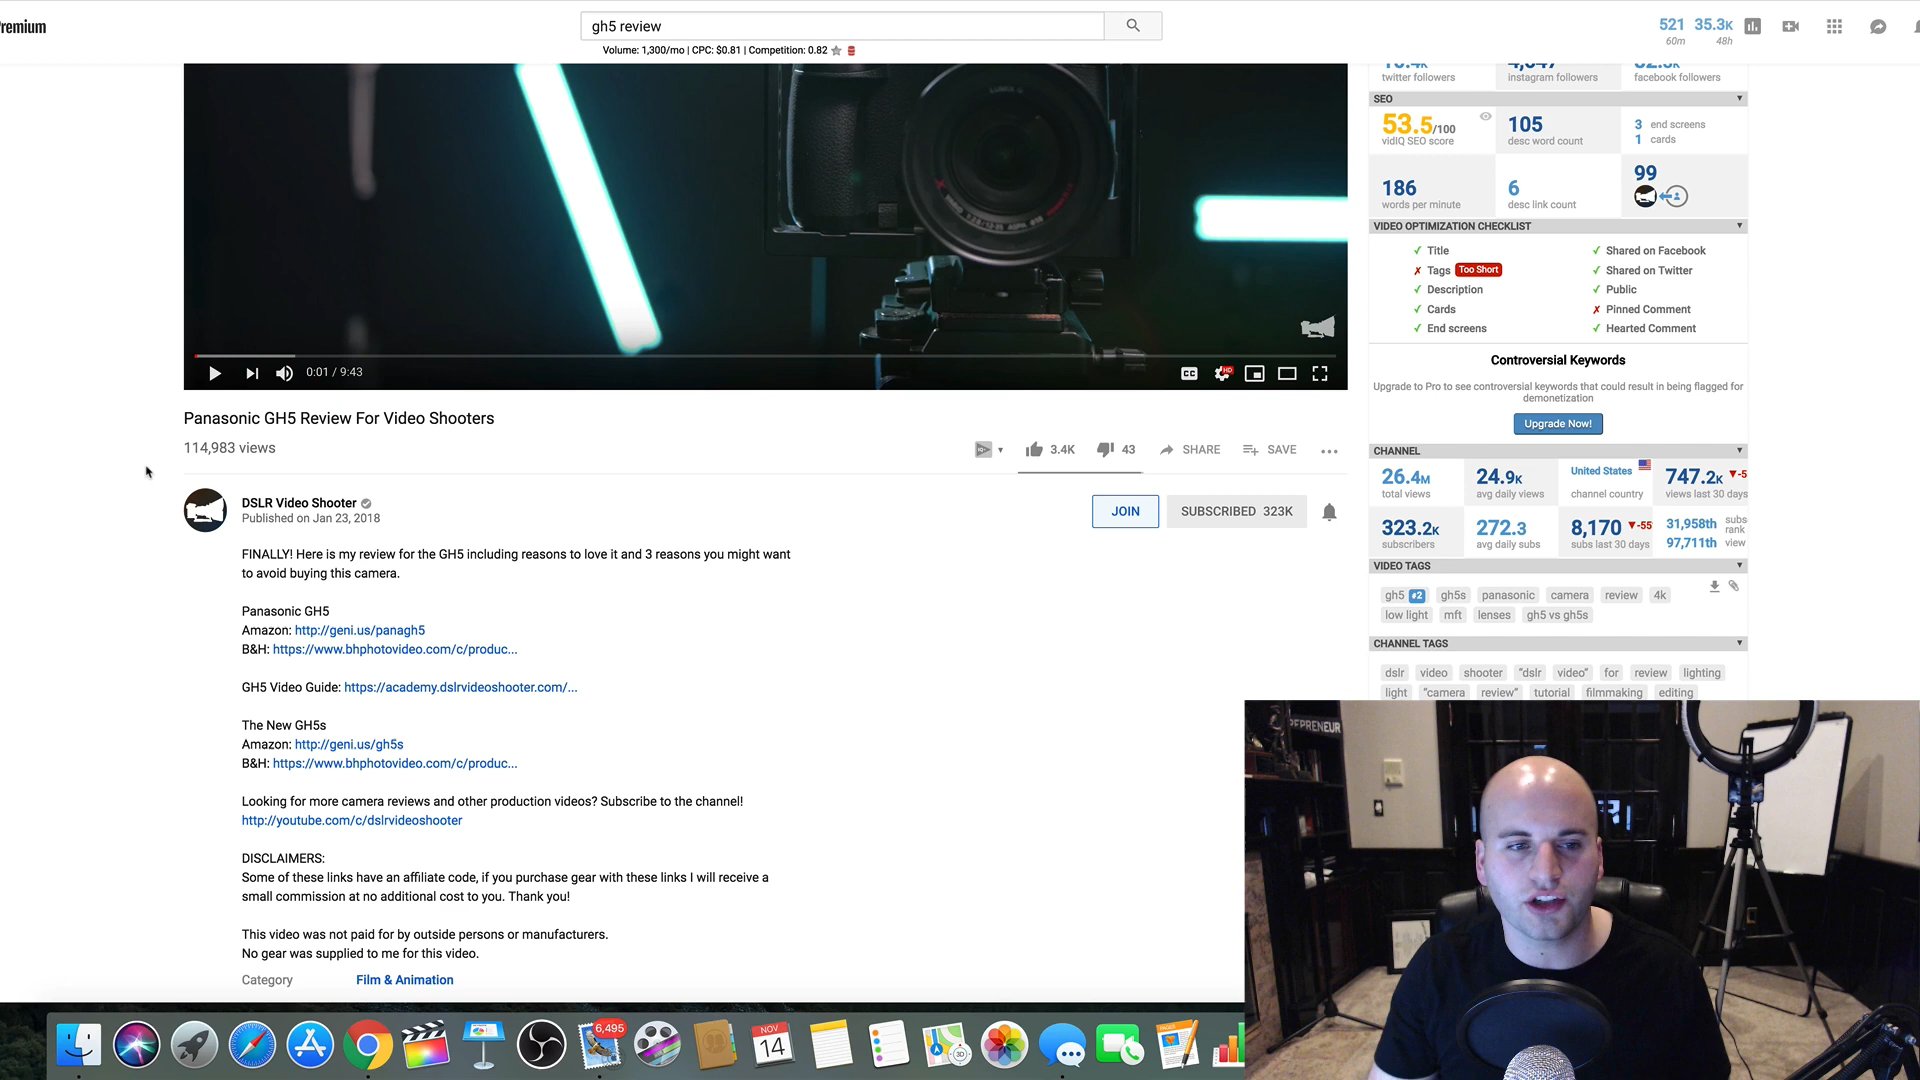 Premium
gh5 review
Volume: 1,300/mo | CPC: $0.81 | Competition: 0.82
521 60m 35.3K 48h
twitter followers
instagram followers
facebook followers
SEO
53.5/100 vidIQ SEO score
105 desc word count
3 end screens
1 cards
186 words per minute
6 desc link count
99
VIDEO OPTIMIZATION CHECKLIST
✓ Title
✓ Shared on Facebook
✗ Tags Too Short
✓ Shared on Twitter
✓ Description
✓ Public
✓ Cards
✗ Pinned Comment
✓ End screens
✓ Hearted Comment
Controversial Keywords
Upgrade to Pro to see controversial keywords that could result in being flagged for
demonetization
Upgrade Now!
CHANNEL
26.4M total views
24.9K avg daily views
United States channel country
747.2K ▼-5 views last 30 days
323.2K subscribers
272.3 avg daily subs
8,170 ▼-55 subs last 30 days
31,958th subs rank
97,711th view
VIDEO TAGS
gh5 #2 gh5s panasonic camera review 4k
low light mft lenses gh5 vs gh5s
CHANNEL TAGS
dslr video shooter "dslr video" for review lighting
light "camera review" tutorial filmmaking editing
LUMIX G
0:01 / 9:43
CC
HD
Panasonic GH5 Review For Video Shooters
114,983 views
3.4K 43 SHARE SAVE
DSLR Video Shooter
Published on Jan 23, 2018
JOIN
SUBSCRIBED 323K
FINALLY! Here is my review for the GH5 including reasons to love it and 3 reasons you might want
to avoid buying this camera.
Panasonic GH5
Amazon: http://geni.us/panagh5
B&H: https://www.bhphotovideo.com/c/produc...
GH5 Video Guide: https://academy.dslrvideoshooter.com/...
The New GH5s
Amazon: http://geni.us/gh5s
B&H: https://www.bhphotovideo.com/c/produc...
Looking for more camera reviews and other production videos? Subscribe to the channel!
http://youtube.com/c/dslrvideoshooter
DISCLAIMERS:
Some of these links have an affiliate code, if you purchase gear with these links I will receive a
small commission at no additional cost to you. Thank you!
This video was not paid for by outside persons or manufacturers.
No gear was supplied to me for this video.
Category Film & Animation
EPRENEUR
6,495
NOV
14
3D
PAGES